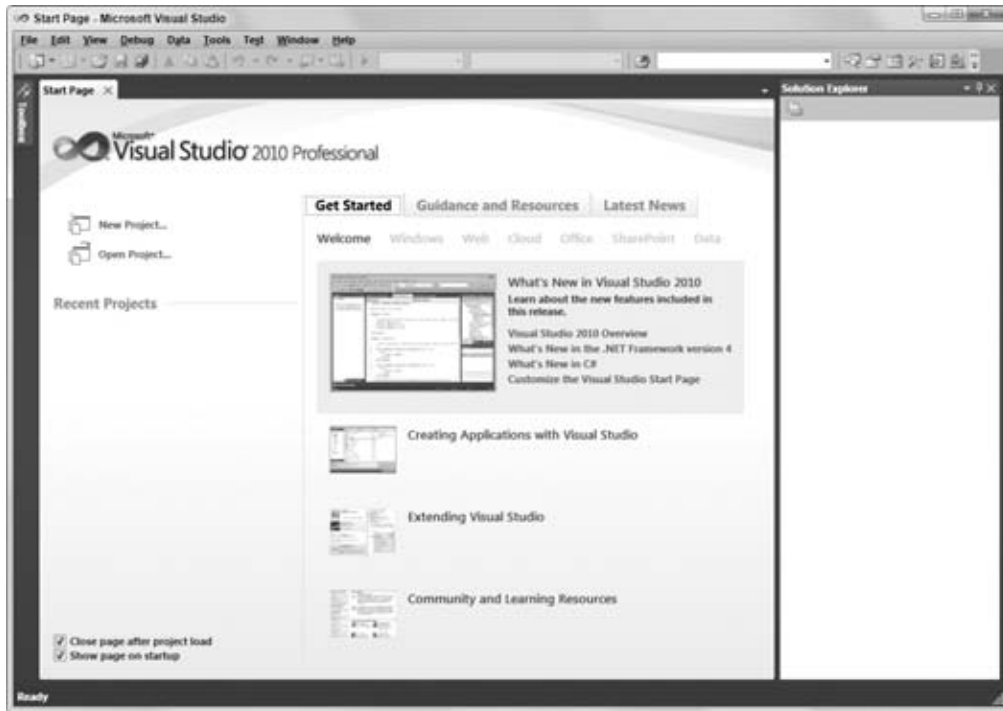 Start Page - Microsoft Visual Studio
File Edit View Debug Data Tools Test Window Help
Toolbox
Start Page
Solution Explorer
Microsoft®
Visual Studio 2010 Professional
New Project...
Open Project...
Recent Projects
Get Started Guidance and Resources Latest News
Welcome Windows Web Cloud Office SharePoint Data
What's New in Visual Studio 2010
Learn about the new features included in
this release.
Visual Studio 2010 Overview
What's New in the .NET Framework version 4
What's New in C#
Customize the Visual Studio Start Page
Creating Applications with Visual Studio
Extending Visual Studio
Community and Learning Resources
Close page after project load
Show page on startup
Ready